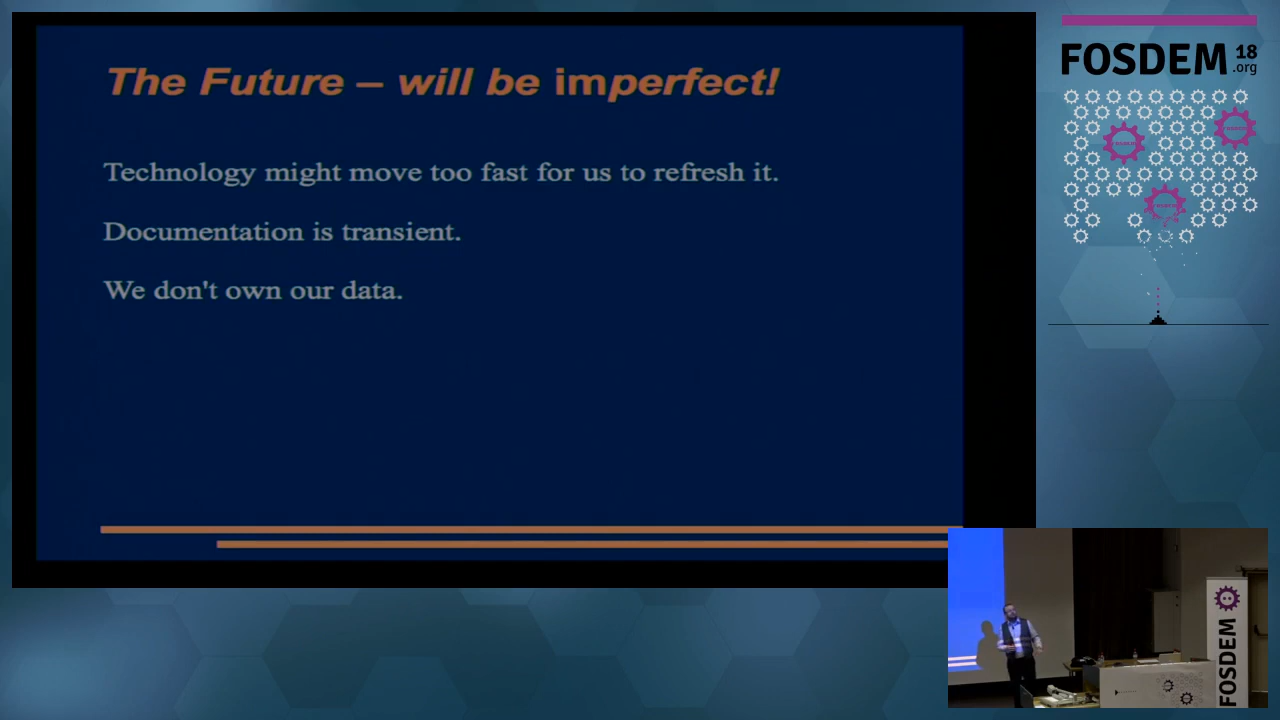 The Future – will be imperfect!
Technology might move too fast for us to refresh it.
Documentation is transient.
We don't own our data.
FOSDEM 18
.org
FOSDEM